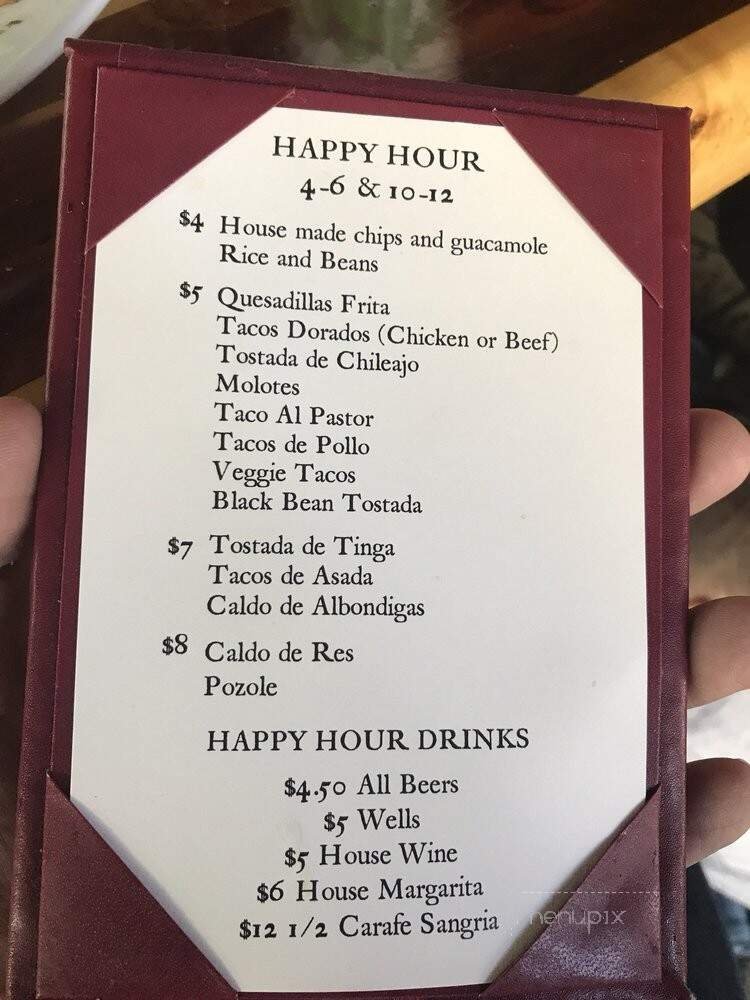 HAPPY HOUR
4-6 & 10-12
$4 House made chips and guacamole
Rice and Beans
$5 Quesadillas Frita
Tacos Dorados (Chicken or Beef)
Tostada de Chileajo
Molotes
Taco Al Pastor
Tacos de Pollo
Veggie Tacos
Black Bean Tostada
$7 Tostada de Tinga
Tacos de Asada
Caldo de Albondigas
$8 Caldo de Res
Pozole
HAPPY HOUR DRINKS
$4.50 All Beers
$5 Wells
$5 House Wine
$6 House Margarita
$12 1/2 Carafe Sangria
menupix